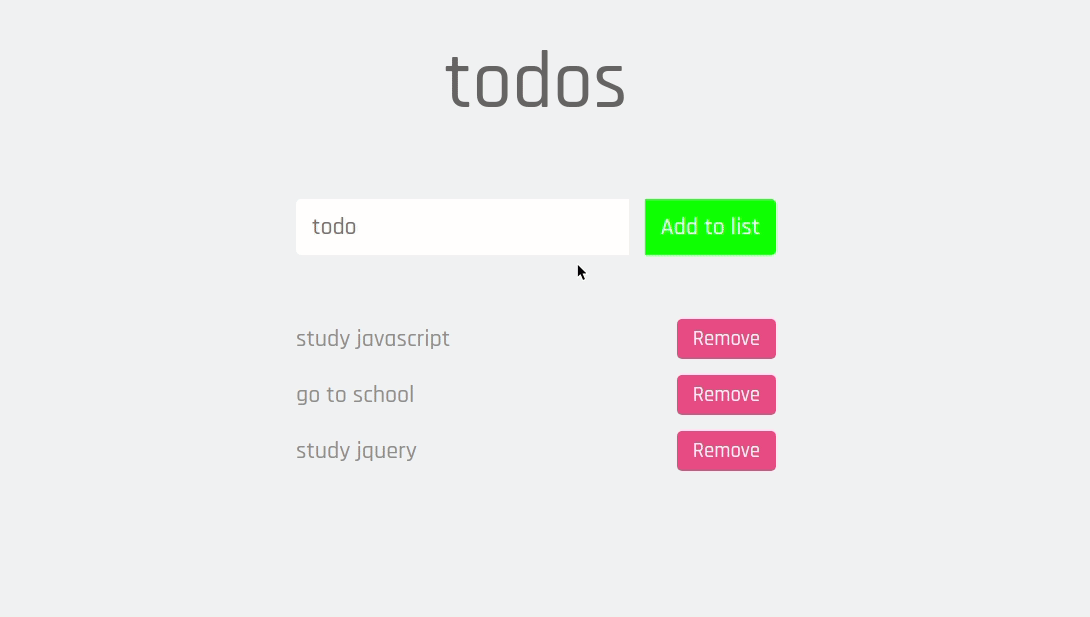 todos
todo
Add to list
study javascript
Remove
go to school
Remove
study jquery
Remove